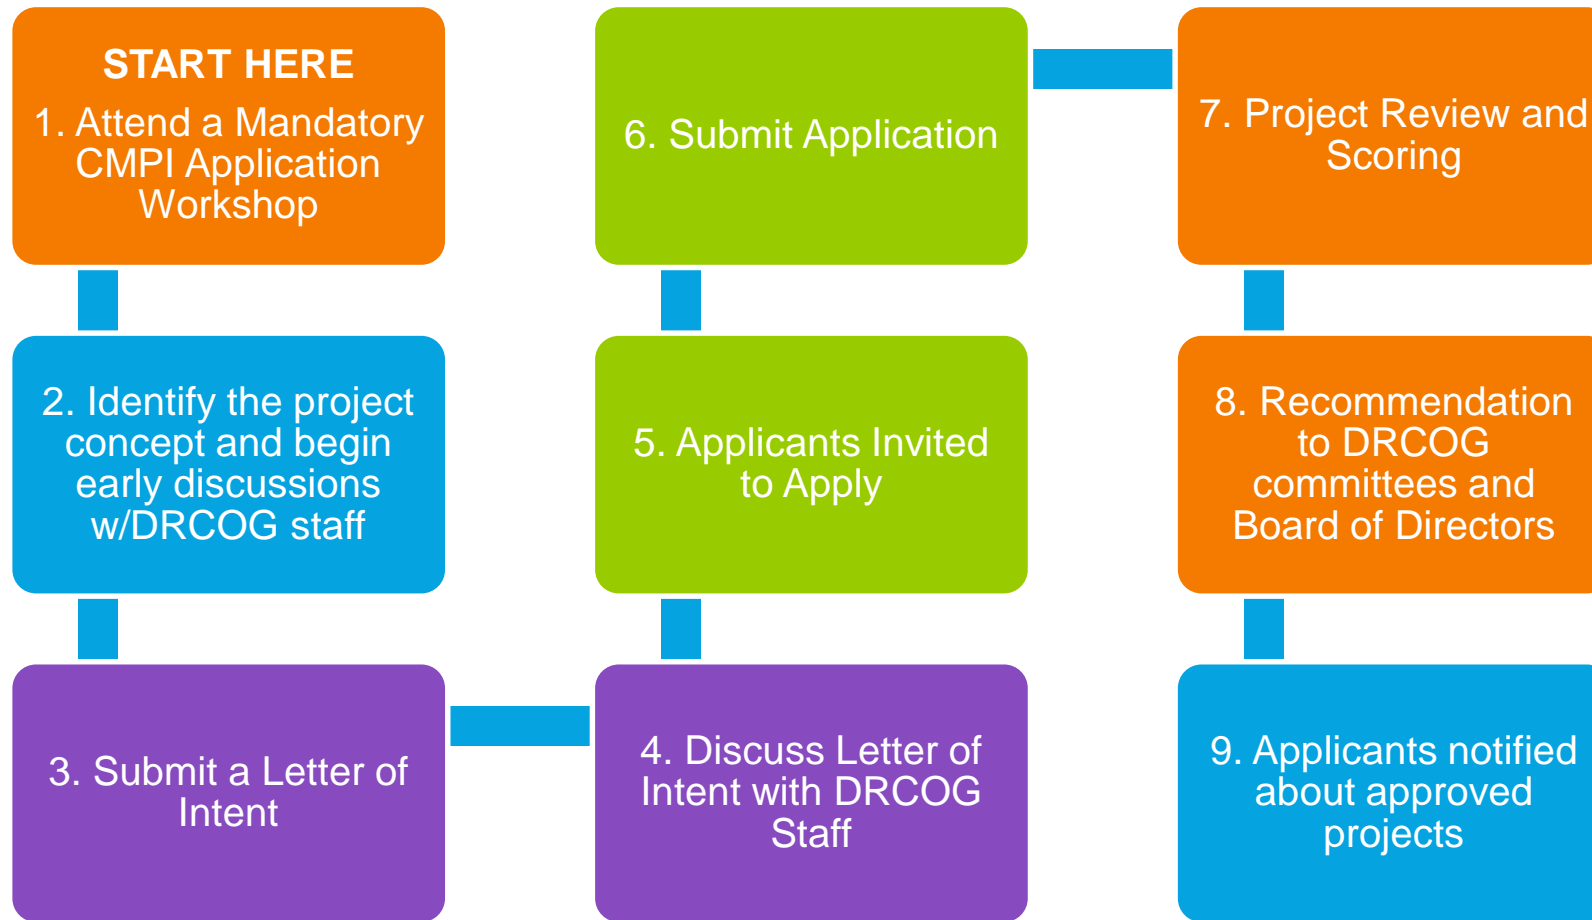 START HERE
1. Attend a Mandatory
CMPI Application
Workshop
2. Identify the project
concept and begin
early discussions
w/DRCOG staff
3. Submit a Letter of
Intent
4. Discuss Letter of
Intent with DRCOG
Staff
5. Applicants Invited
to Apply
6. Submit Application
7. Project Review and
Scoring
8. Recommendation
to DRCOG
committees and
Board of Directors
9. Applicants notified
about approved
projects